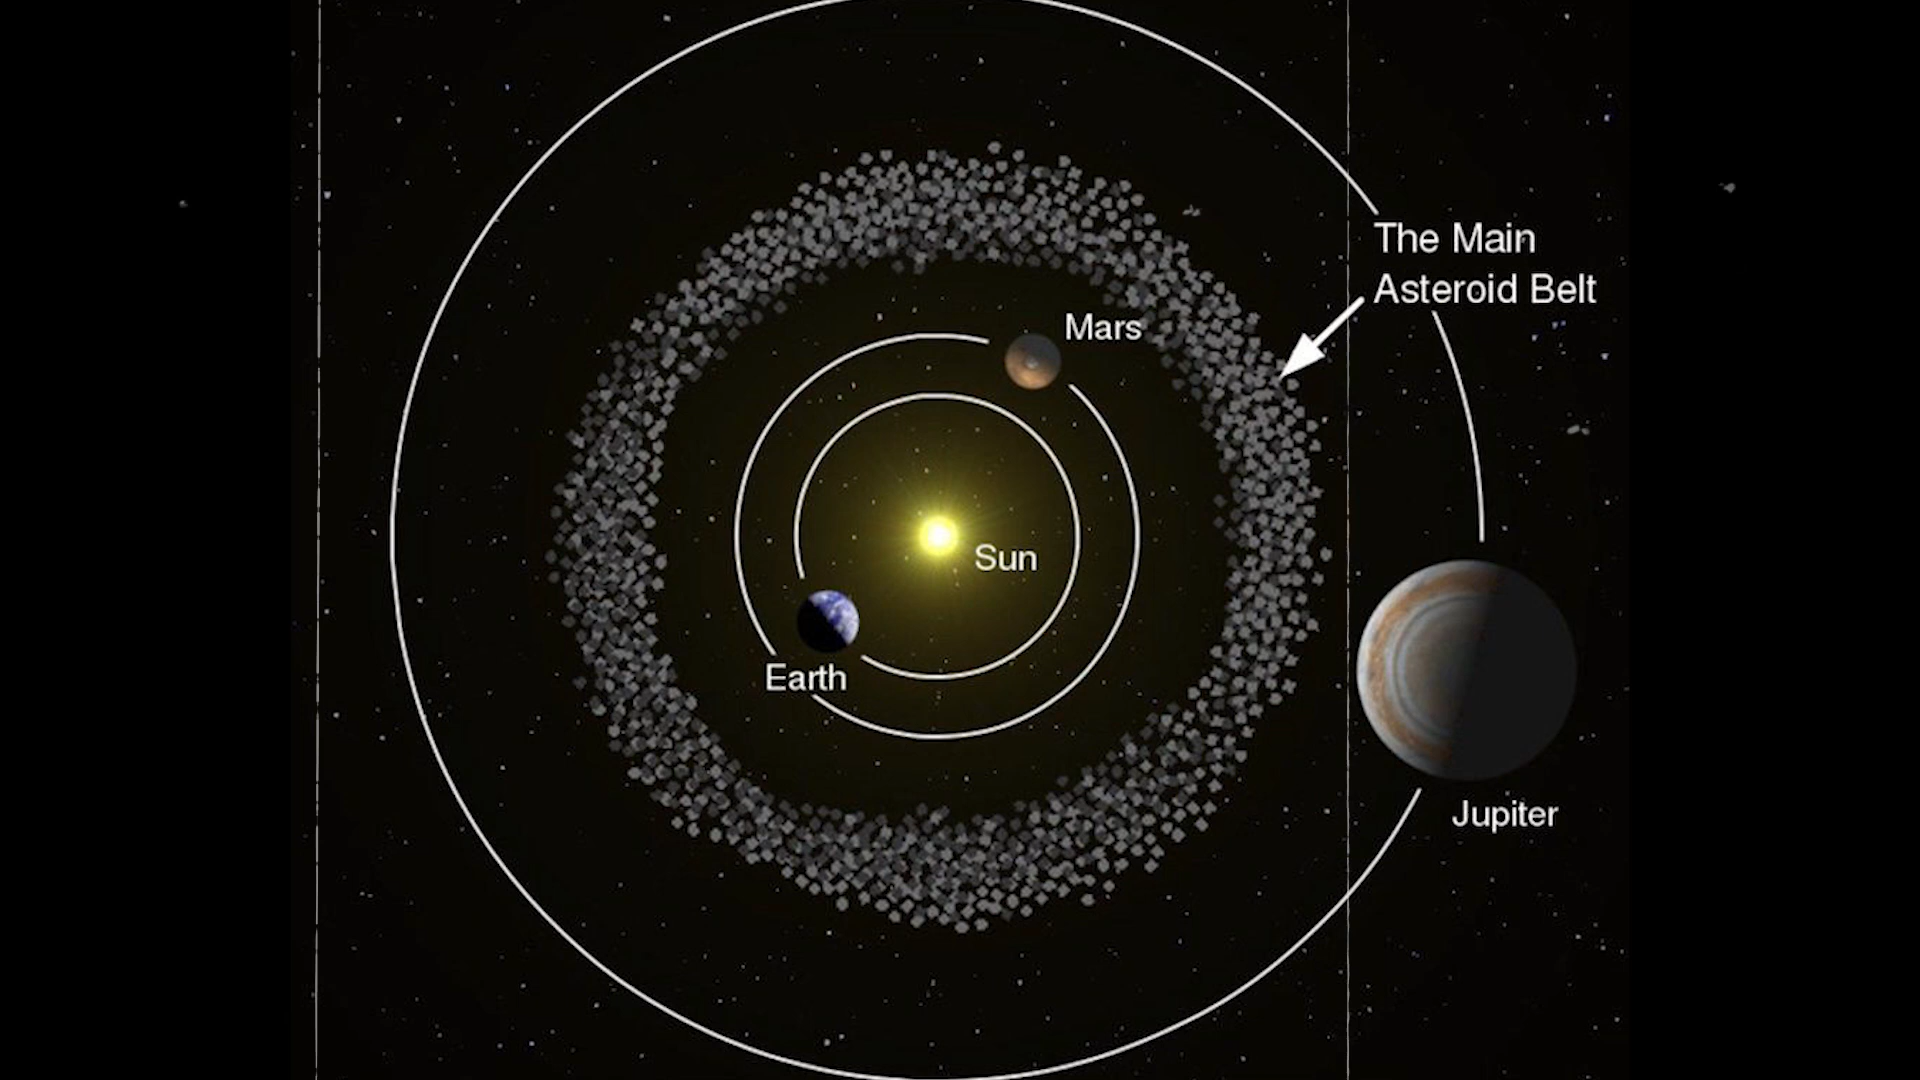 The Main
Asteroid Belt
Mars
Sun
Earth
Jupiter